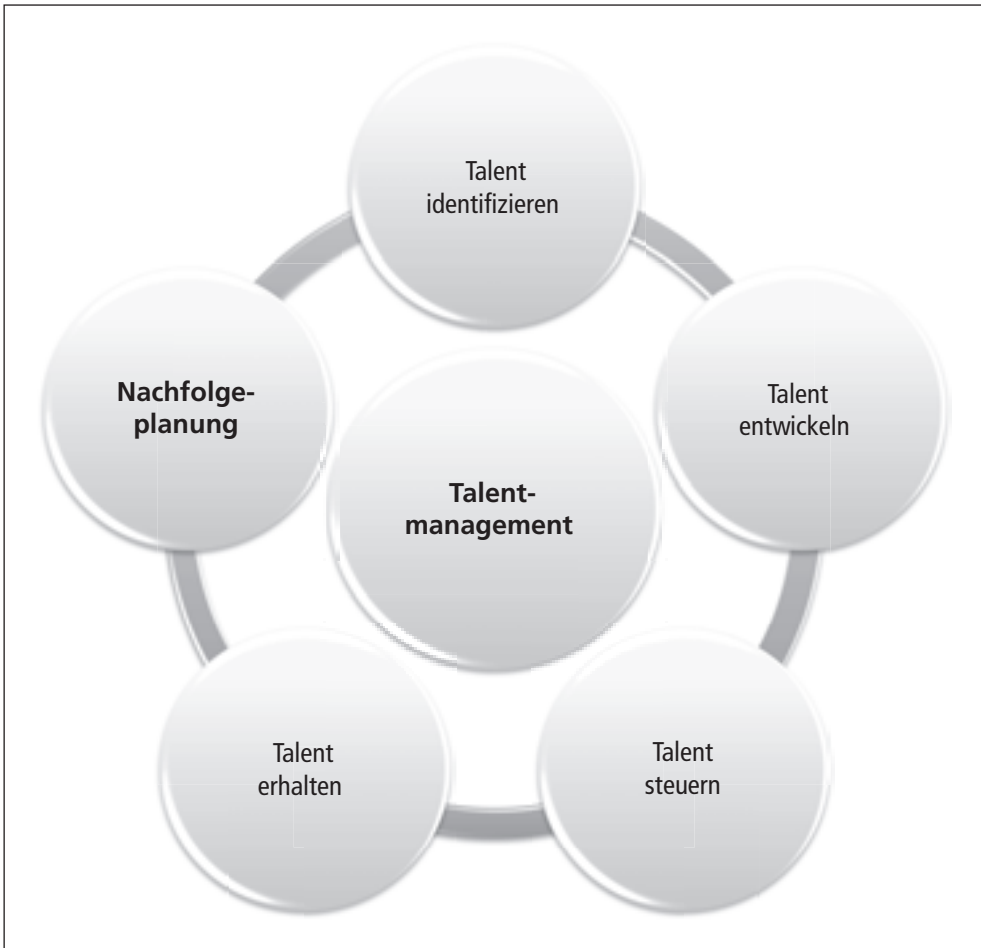 Talent
identifizieren
Talent
entwickeln
Talent
steuern
Talent
erhalten
Nachfolge-
planung
Talent-
management